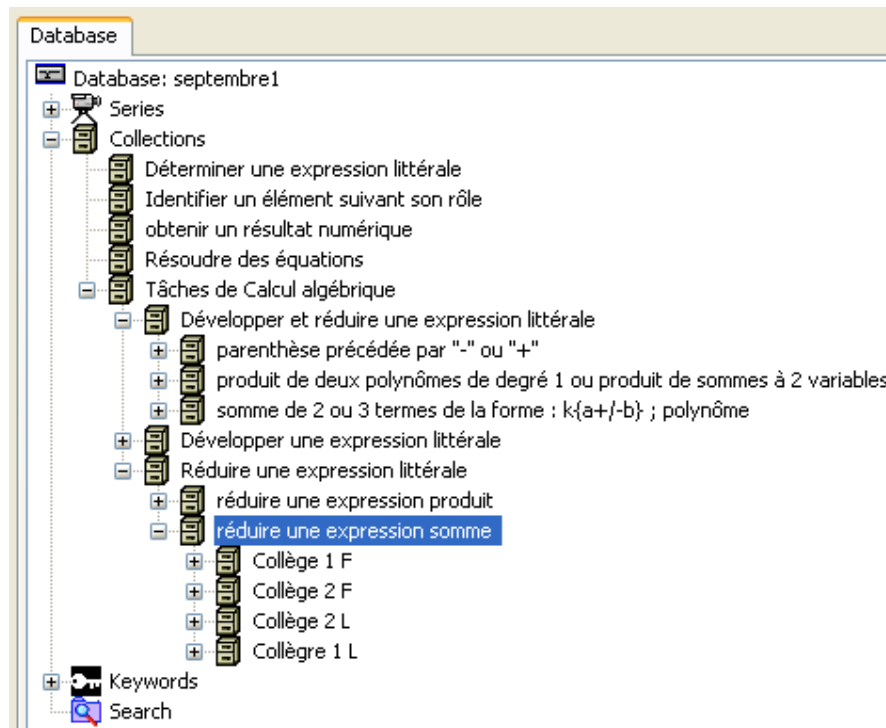 Database
Database: septembre1
Series
Collections
Déterminer une expression littérale
Identifier un élément suivant son rôle
obtenir un résultat numérique
Résoudre des équations
Tâches de Calcul algébrique
Développer et réduire une expression littérale
parenthèse précédée par "-" ou "+"
produit de deux polynômes de degré 1 ou produit de sommes à 2 variables
somme de 2 ou 3 termes de la forme : k{a+/-b} ; polynôme
Développer une expression littérale
Réduire une expression littérale
réduire une expression produit
réduire une expression somme
Collège 1 F
Collège 2 F
Collège 2 L
Collègre 1 L
Keywords
Search